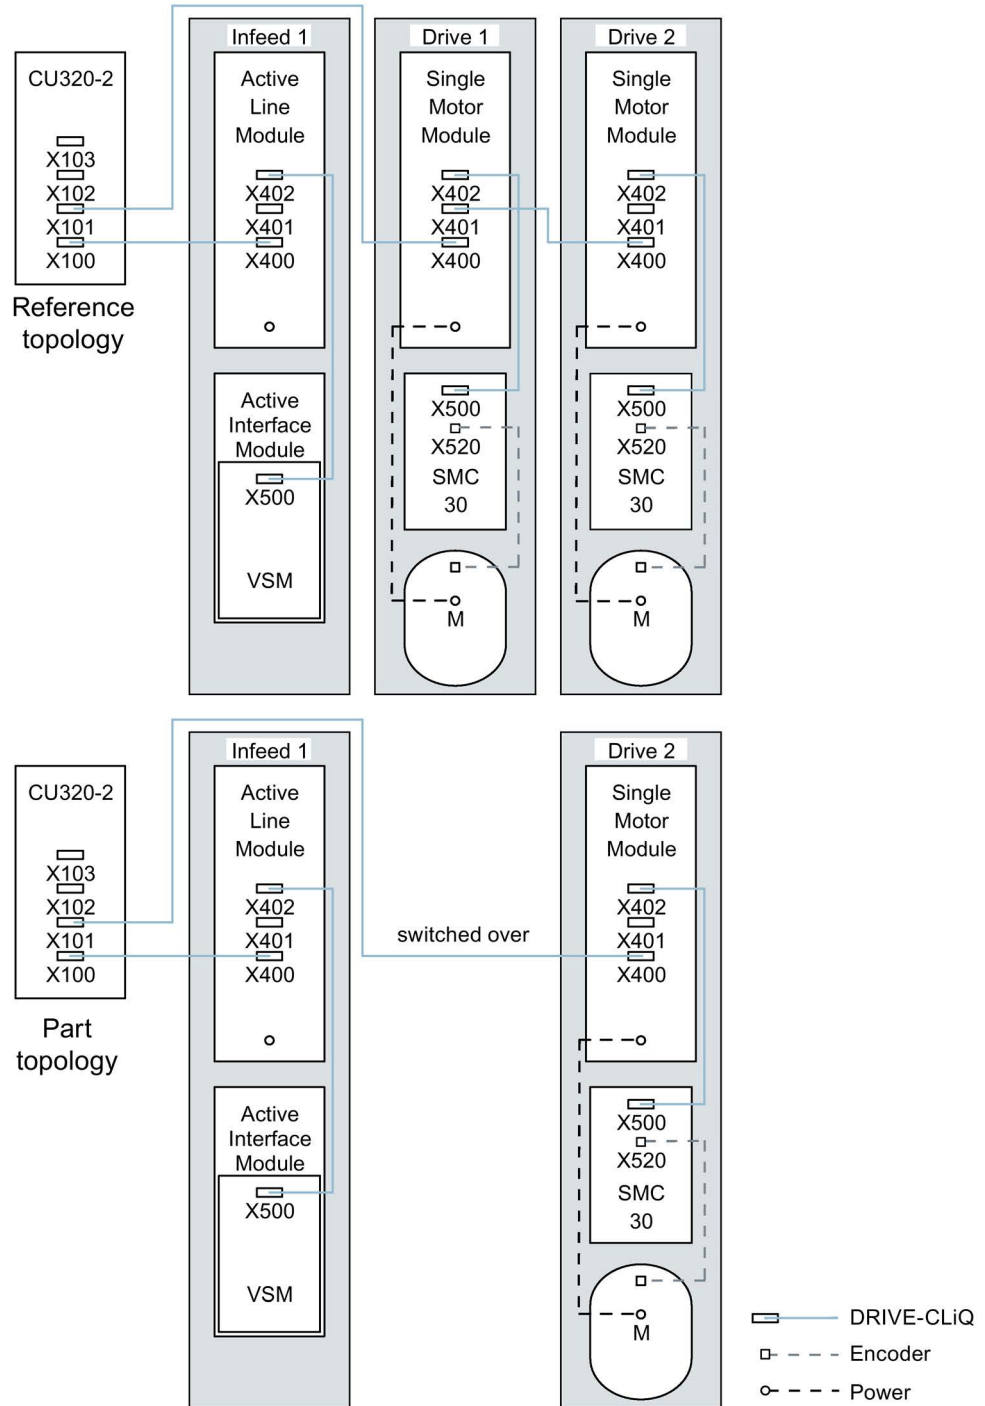 Infeed 1
Drive 1
Drive 2
CU320-2
X103
X102
X101
X100
Reference
topology
Active
Line
Module
X402
X401
X400
Active
Interface
Module
X500
VSM
Single
Motor
Module
X402
X401
X400
X500
X520
SMC
30
M
Single
Motor
Module
X402
X401
X400
X500
X520
SMC
30
M
Infeed 1
Drive 2
CU320-2
X103
X102
X101
X100
Part
topology
Active
Line
Module
X402
X401
X400
Active
Interface
Module
X500
VSM
switched over
Single
Motor
Module
X402
X401
X400
X500
X520
SMC
30
M
DRIVE-CLiQ
Encoder
Power